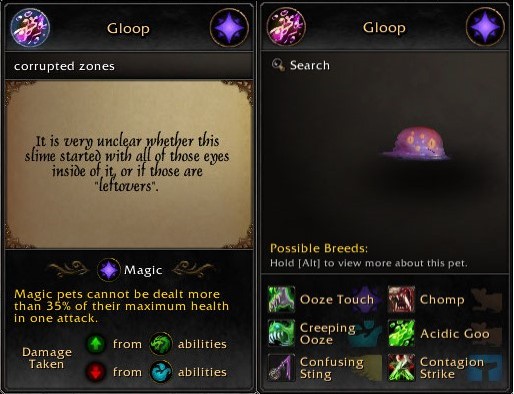 Gloop
corrupted zones
It is very unclear whether this
slime started with all of those eyes
inside of it, or if those are
"leftovers".
Magic
Magic pets cannot be dealt more
than 35% of their maximum health
in one attack.
Damage
Taken
from abilities
from abilities
Gloop
Search
Possible Breeds:
Hold [Alt] to view more about this pet.
Ooze Touch
Chomp
Creeping
Ooze
Acidic Goo
Confusing
Sting
Contagion
Strike